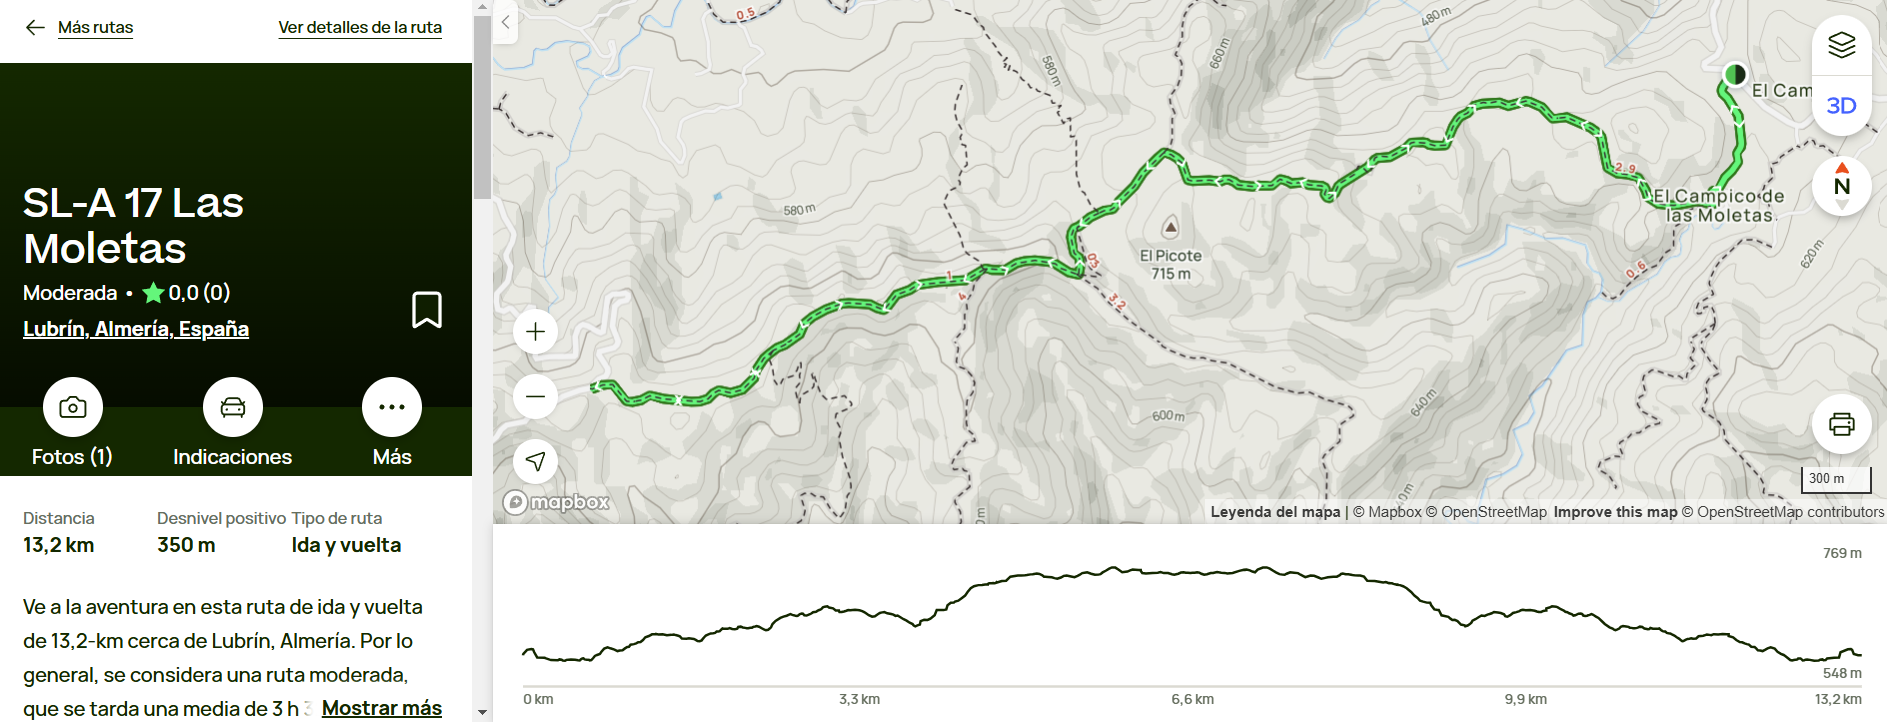 Más rutas
Ver detalles de la ruta
SL-A 17 Las
Moletas
Moderada • 0,0 (0)
Lubrín, Almería, España
Fotos (1)
Indicaciones
Más
Distancia
Desnivel positivo
Tipo de ruta
13,2 km
350 m
Ida y vuelta
Ve a la aventura en esta ruta de ida y vuelta
de 13,2-km cerca de Lubrín, Almería. Por lo
general, se considera una ruta moderada,
que se tarda una media de 3 h
Mostrar más
0.5
580 m
660 m
480 m
El Cam
3D
N
2.9
El Campico de
las Moletas
580 m
El Picote
715 m
0.3
0.6
620 m
1
4
3.2
600 m
640 m
mapbox
300 m
Leyenda del mapa | © Mapbox © OpenStreetMap Improve this map © OpenStreetMap contributors
769 m
548 m
0 km
3,3 km
6,6 km
9,9 km
13,2 km